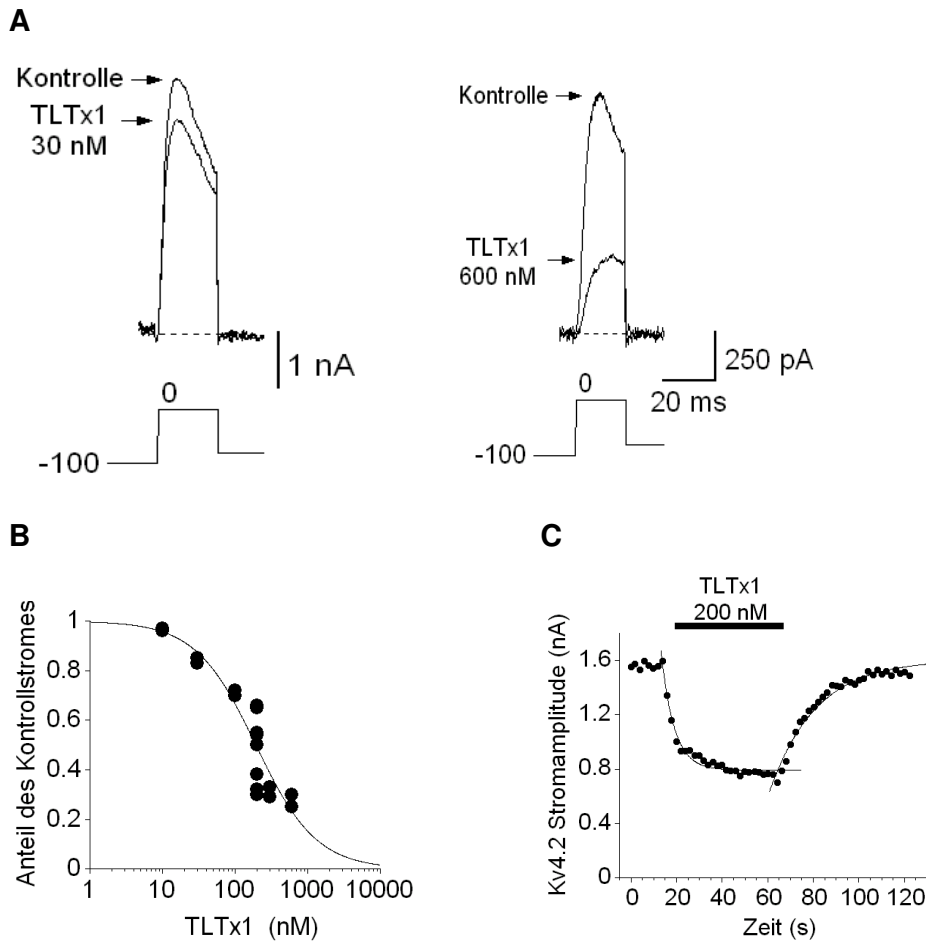 A
Kontrolle
TLTx1
30 nM
1 nA
0
-100
Kontrolle
TLTx1
600 nM
250 pA
20 ms
0
-100
B
Anteil des Kontrollstromes
1
0.8
0.6
0.4
0.2
0
1 10 100 1000 10000
TLTx1 (nM)
C
TLTx1
200 nM
Kv4.2 Stromamplitude (nA)
1.6
1.2
0.8
0.4
0
0 20 40 60 80 100 120
Zeit (s)